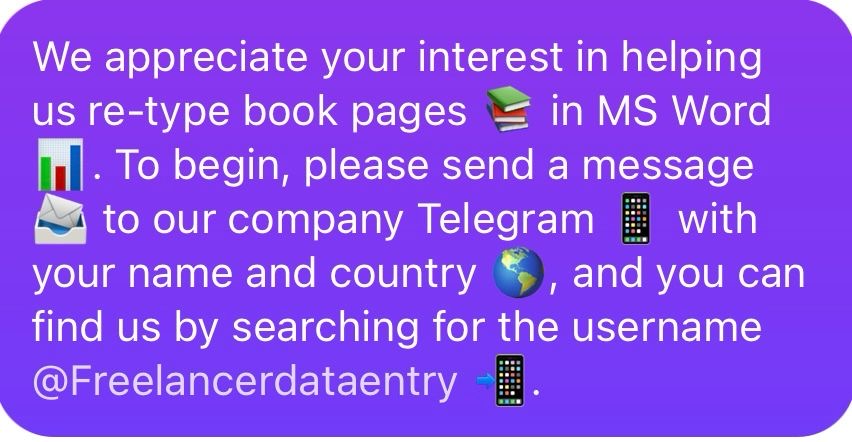 We appreciate your interest in helping
us re-type book pages 📚 in MS Word
📊. To begin, please send a message
📨 to our company Telegram 📱 with
your name and country 🌎, and you can
find us by searching for the username
@Freelancerdataentry 📲.